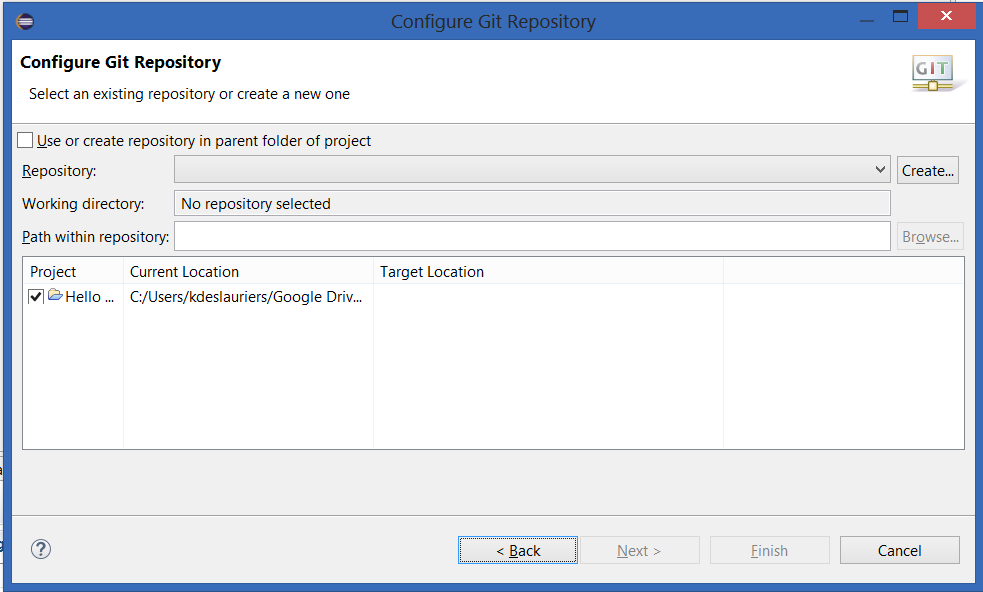 Configure Git Repository
Configure Git Repository
GIT
Select an existing repository or create a new one
Use or create repository in parent folder of project
Repository: Create...
Working directory: No repository selected
Path within repository: Browse...
Project Current Location Target Location
Hello ... C:/Users/kdeslauriers/Google Driv...
? < Back Next > Finish Cancel